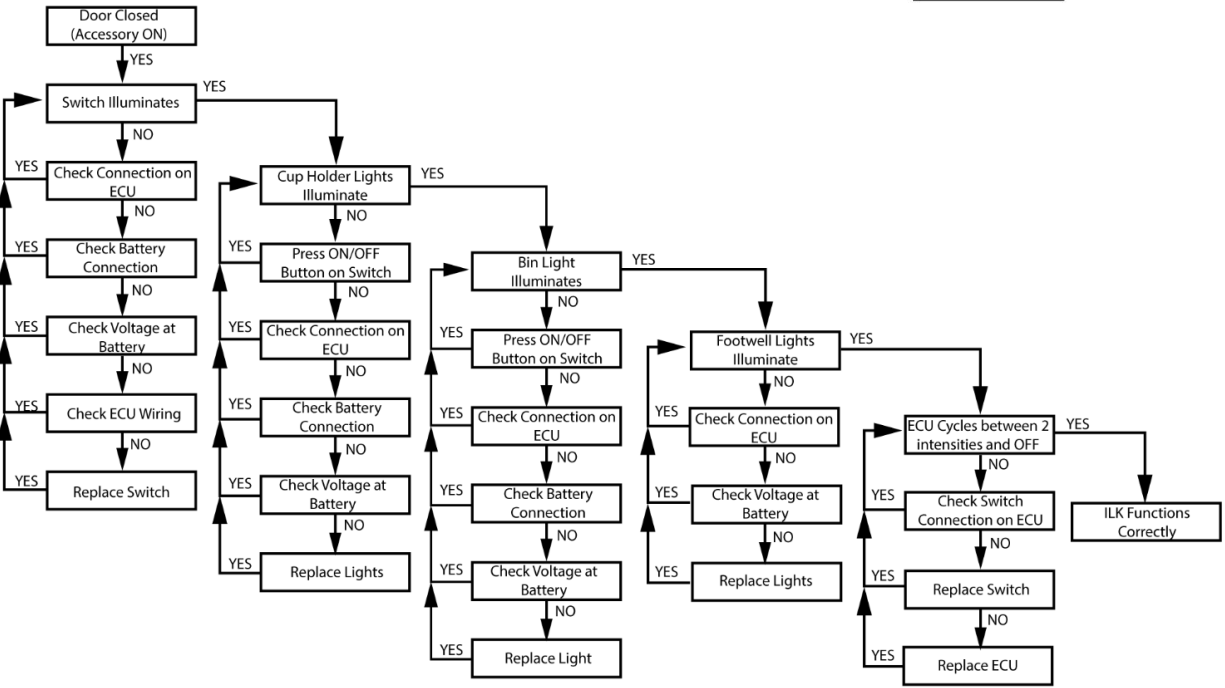 Door Closed
(Accessory ON)
YES
Switch Illuminates
YES
NO
YES
Check Connection on
ECU
NO
YES
Check Battery
Connection
NO
YES
Check Voltage at
Battery
NO
YES
Check ECU Wiring
NO
YES
Replace Switch
Cup Holder Lights
Illuminate
YES
NO
YES
Press ON/OFF
Button on Switch
NO
YES
Check Connection on
ECU
NO
YES
Check Battery
Connection
NO
YES
Check Voltage at
Battery
NO
YES
Replace Lights
Bin Light
Illuminates
YES
NO
YES
Press ON/OFF
Button on Switch
NO
YES
Check Connection on
ECU
NO
YES
Check Battery
Connection
NO
YES
Check Voltage at
Battery
NO
YES
Replace Light
Footwell Lights
Illuminate
YES
NO
YES
Check Connection on
ECU
NO
YES
Check Voltage at
Battery
NO
YES
Replace Lights
ECU Cycles between 2
intensities and OFF
YES
NO
YES
Check Switch
Connection on ECU
NO
YES
Replace Switch
NO
YES
Replace ECU
ILK Functions
Correctly